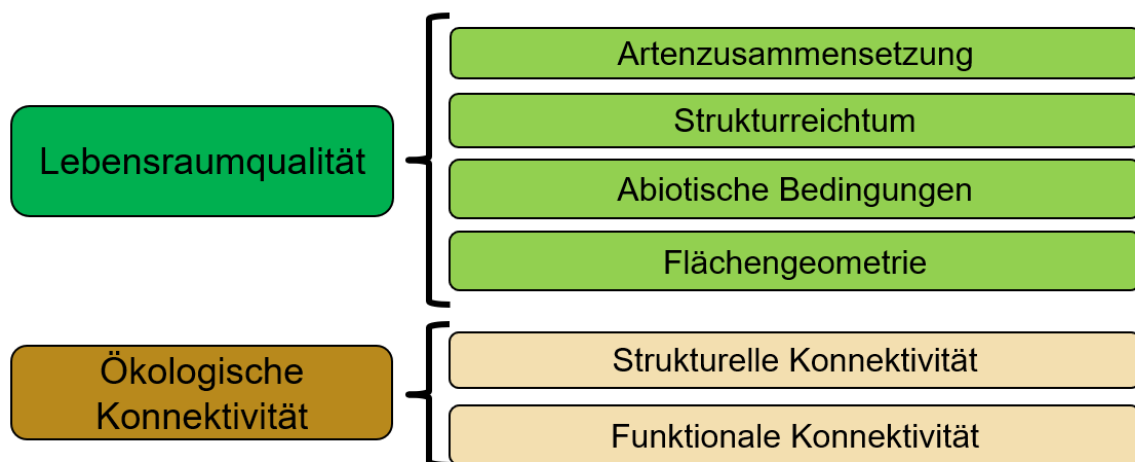 Lebensraumqualität
Artenzusammensetzung
Strukturreichtum
Abiotische Bedingungen
Flächengeometrie
Ökologische
Konnektivität
Strukturelle Konnektivität
Funktionale Konnektivität